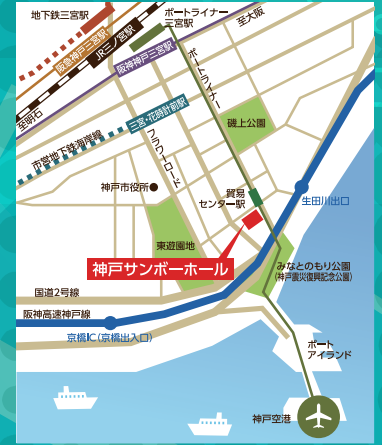 地下鉄三宮駅
ポートライナー
三宮駅
至大阪
阪急神戸三宮駅
JR三ノ宮駅
阪神神戸三宮駅
至明石
ポートライナー
三宮・花時計前駅
磯上公園
市営地下鉄海岸線
フラワーロード
神戸市役所
貿易
センター駅
生田川出口
東遊園地
神戸サンボーホール
みなとのもり公園
(神戸震災復興記念公園)
国道2号線
阪神高速神戸線
京橋IC(京橋出入口)
ポート
アイランド
神戸空港